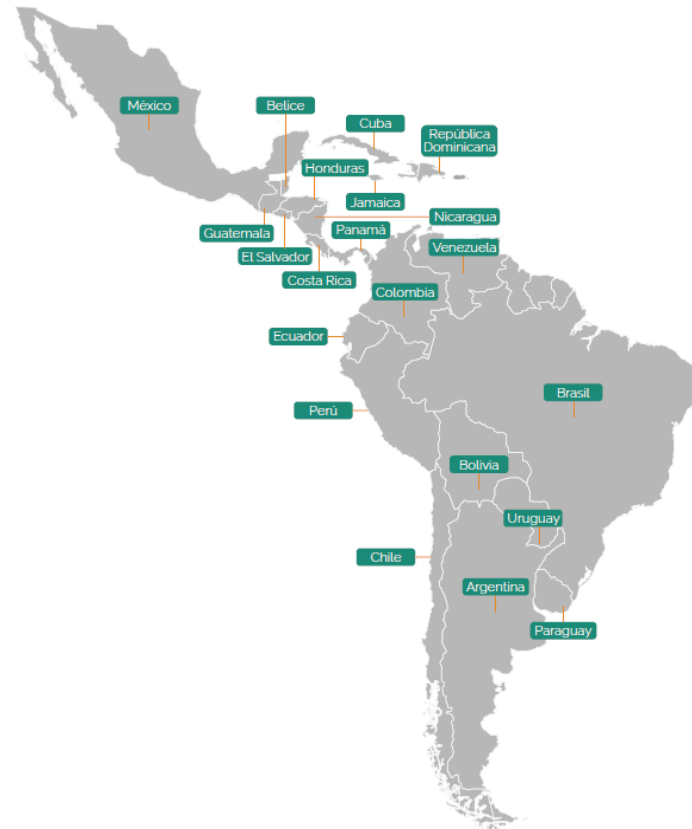 México
Belice
Cuba
República
Dominicana
Honduras
Jamaica
Nicaragua
Guatemala
Panamá
El Salvador
Venezuela
Costa Rica
Colombia
Ecuador
Brasil
Perú
Bolivia
Uruguay
Chile
Argentina
Paraguay